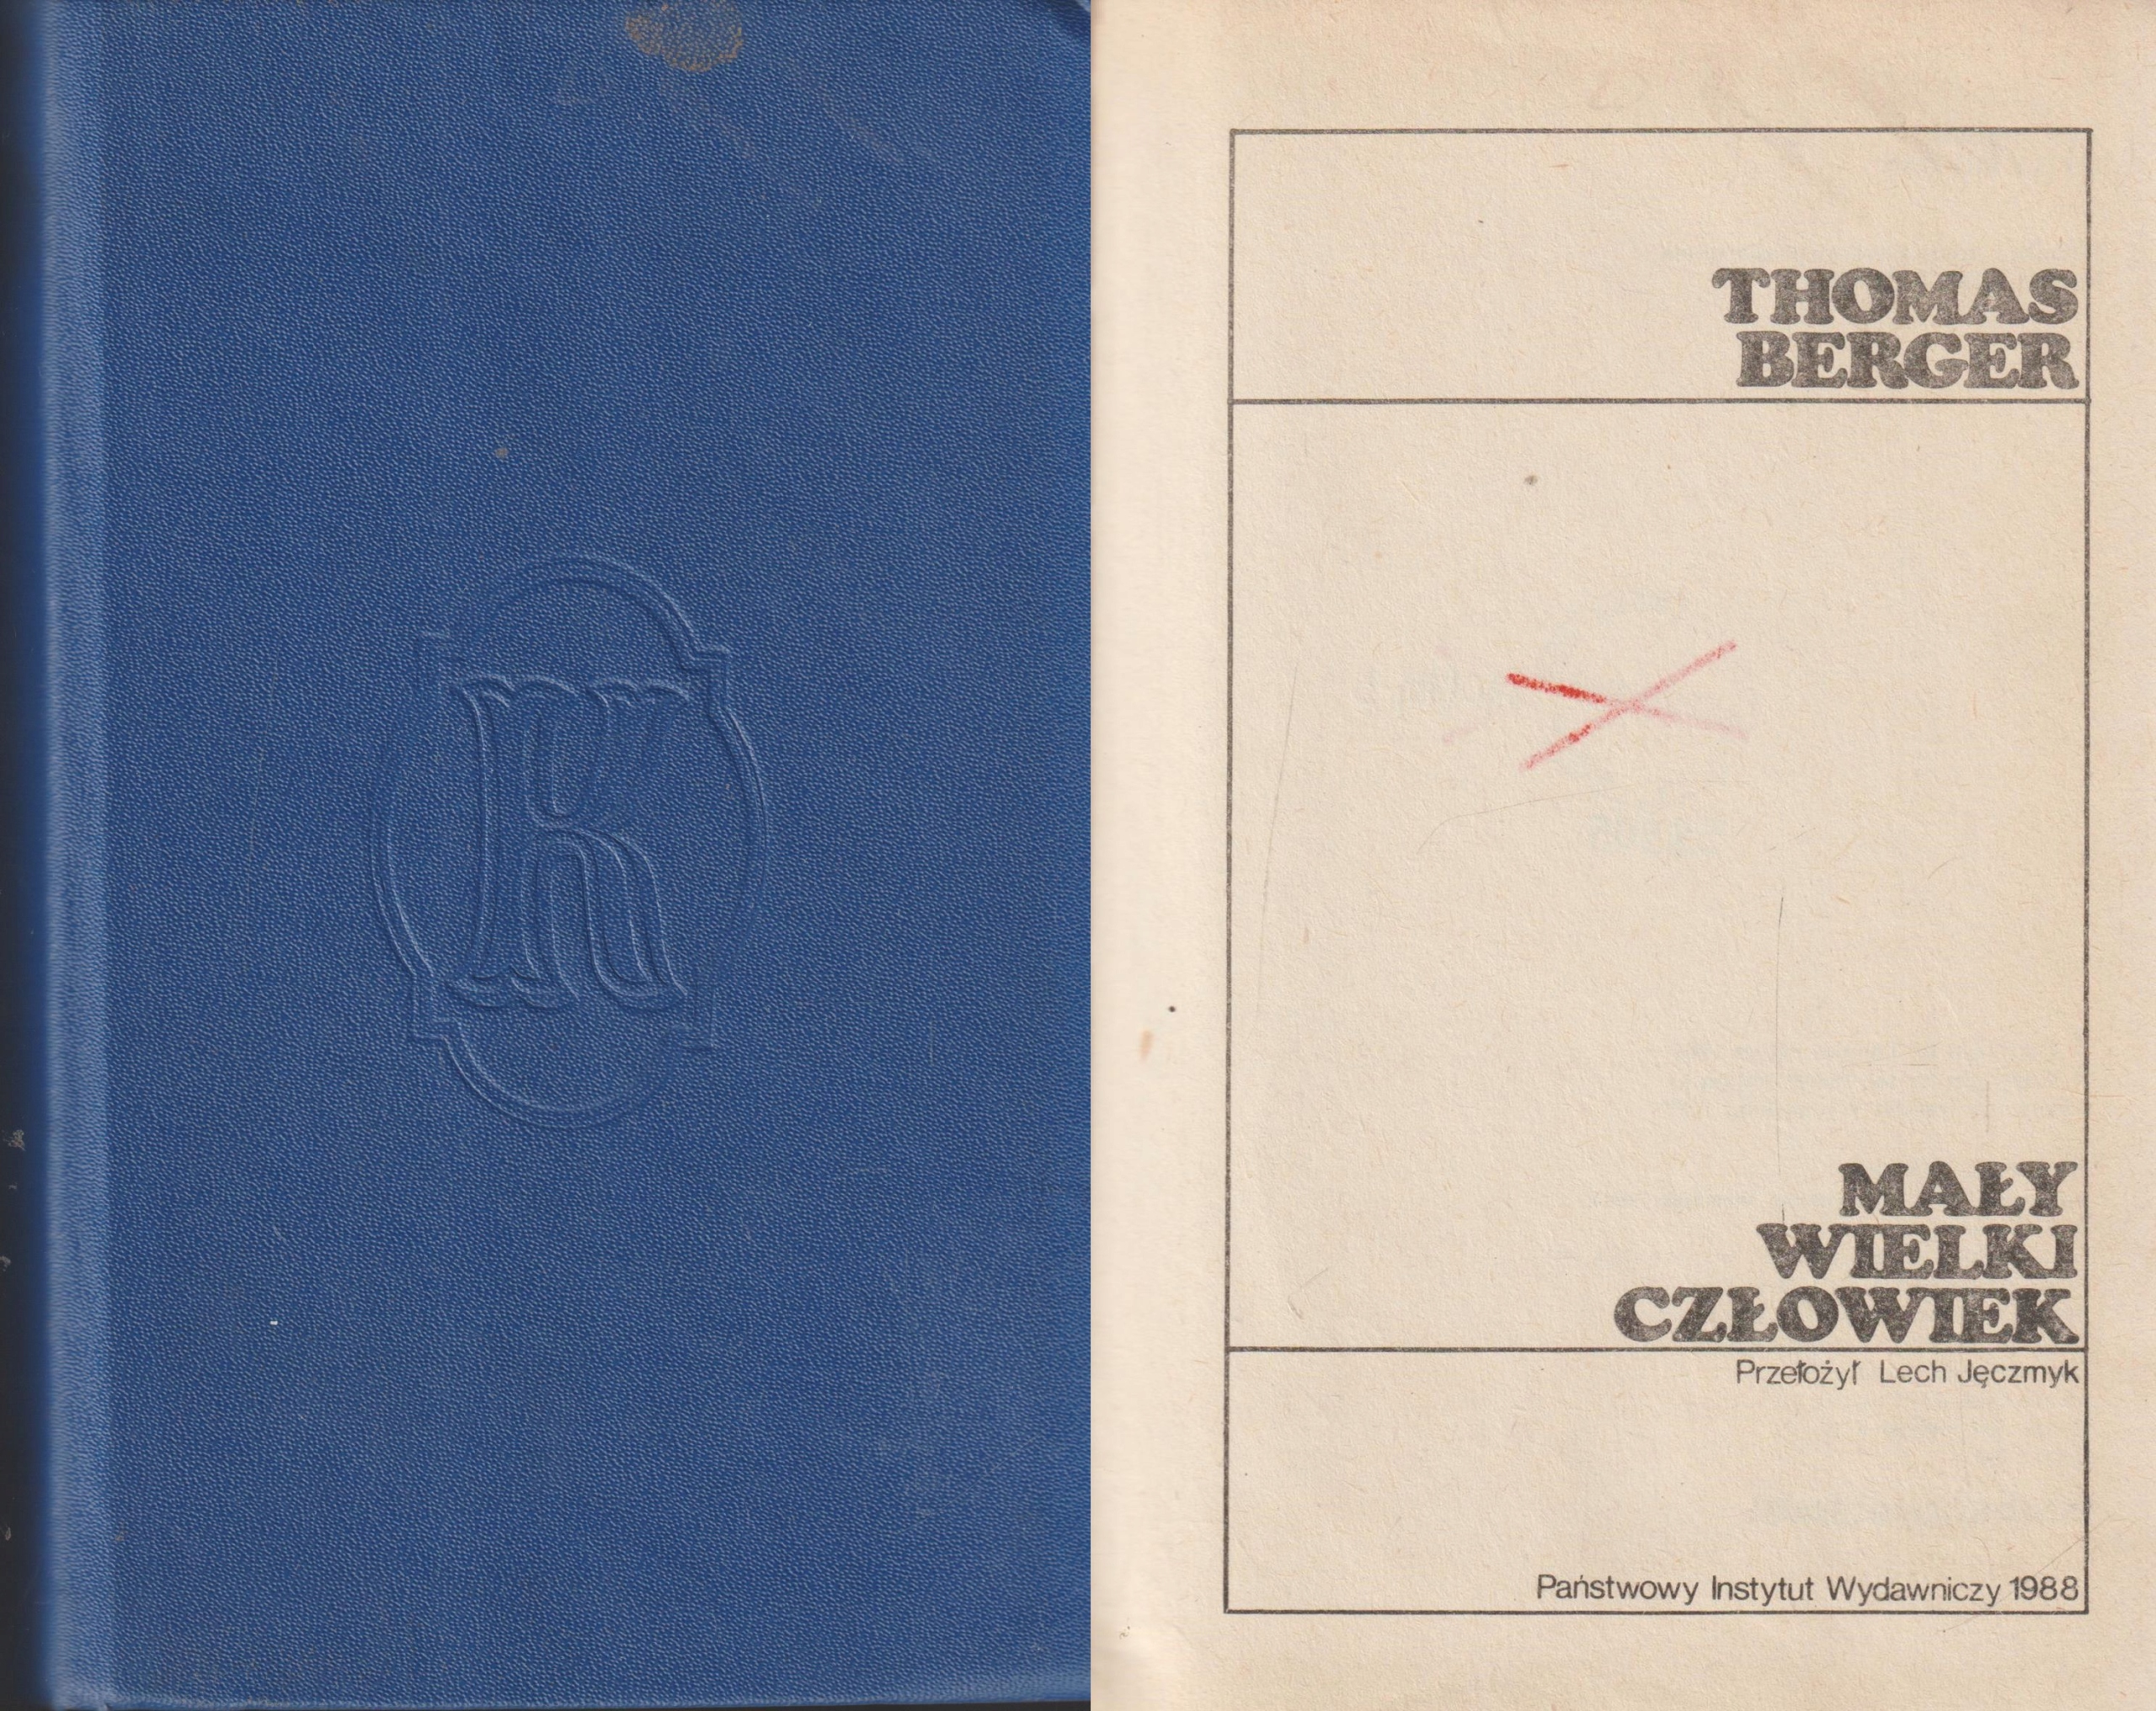 K
THOMAS
BERGER
MAŁY
WIELKI
CZŁOWIEK
Przełożył Lech Jęczmyk
Państwowy Instytut Wydawniczy 1988